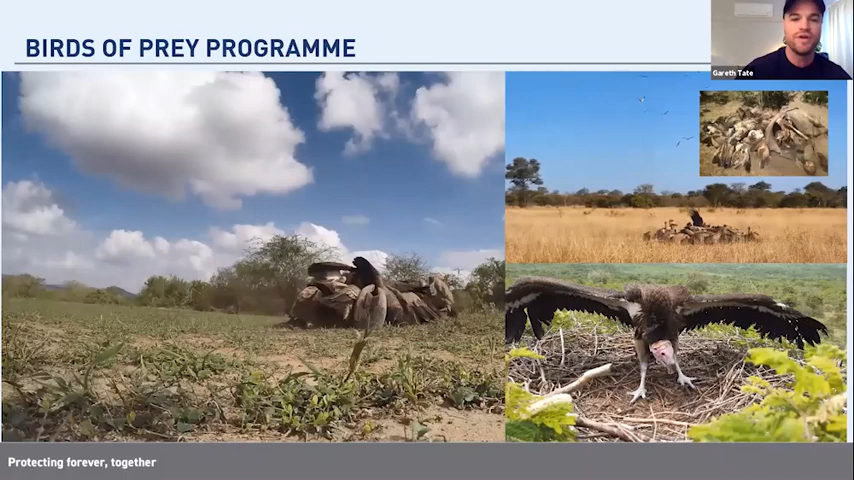 BIRDS OF PREY PROGRAMME
Gareth Tate
Protecting forever, together